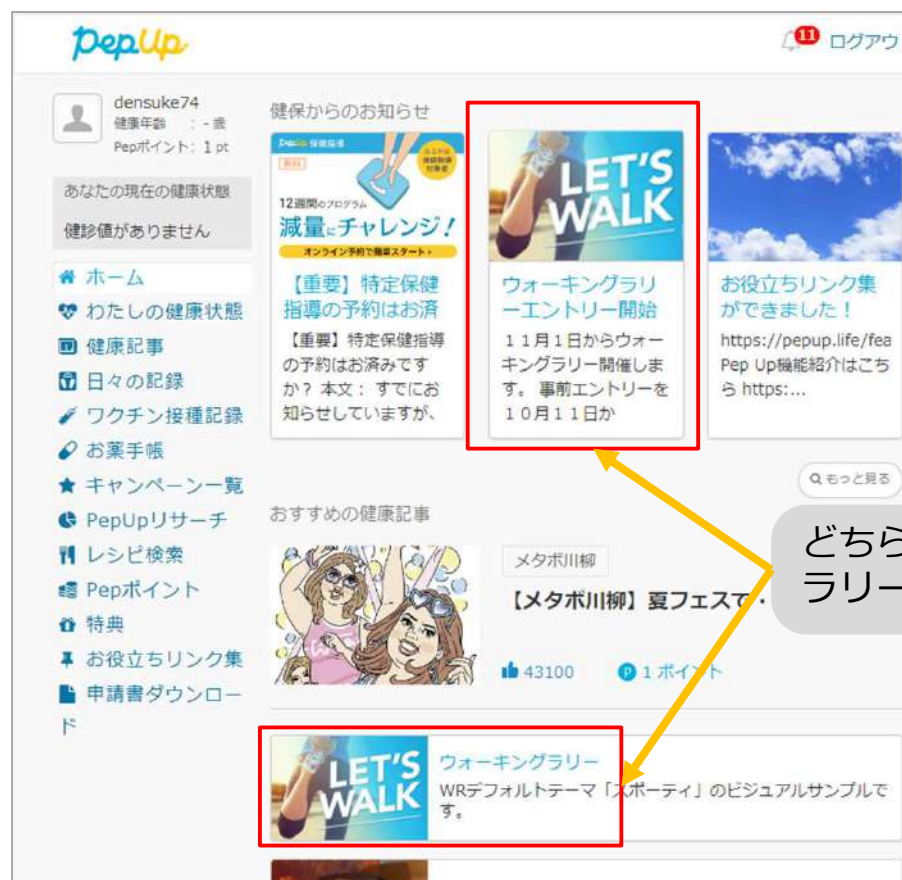 PepUp
11 ログアウ
densuke74
健康年齢 : - 歳
Pepポイント: 1 pt
あなたの現在の健康状態
健診値がありません
ホーム
わたしの健康状態
健康記事
日々の記録
ワクチン接種記録
お薬手帳
キャンペーン一覧
PepUpリサーチ
レシピ検索
Pepポイント
特典
お役立ちリンク集
申請書ダウンロー
ド
健保からのお知らせ
PepUp 保健指導
無料
12週間のプログラム
減量にチャレンジ!
オンライン予約で簡単スタート
【重要】特定保健
指導の予約はお済
【重要】特定保健指導
の予約はお済みです
か? 本文: すでにお
知らせしていますが、
LET'S
WALK
ウォーキングラリ
ーエントリー開始
11月1日からウォー
キングラリー開催しま
す。 事前エントリーを
10月11日か
お役立ちリンク集
ができました!
https://pepup.life/fea
Pep Up機能紹介はこち
ら https:...
もっと見る
おすすめの健康記事
メタボ川柳
【メタボ川柳】夏フェスで・
43100 1 ポイント
どちら
ラリー
LET'S
WALK
ウォーキングラリー
WRデフォルトテーマ「スポーティ」のビジュアルサンプルで
す。